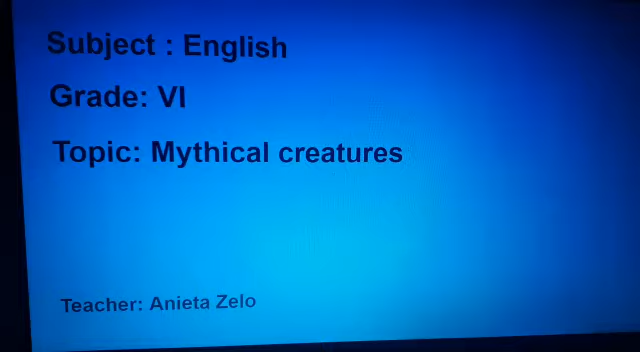 Subject : English
Grade: VI
Topic: Mythical creatures
Teacher: Anieta Zelo